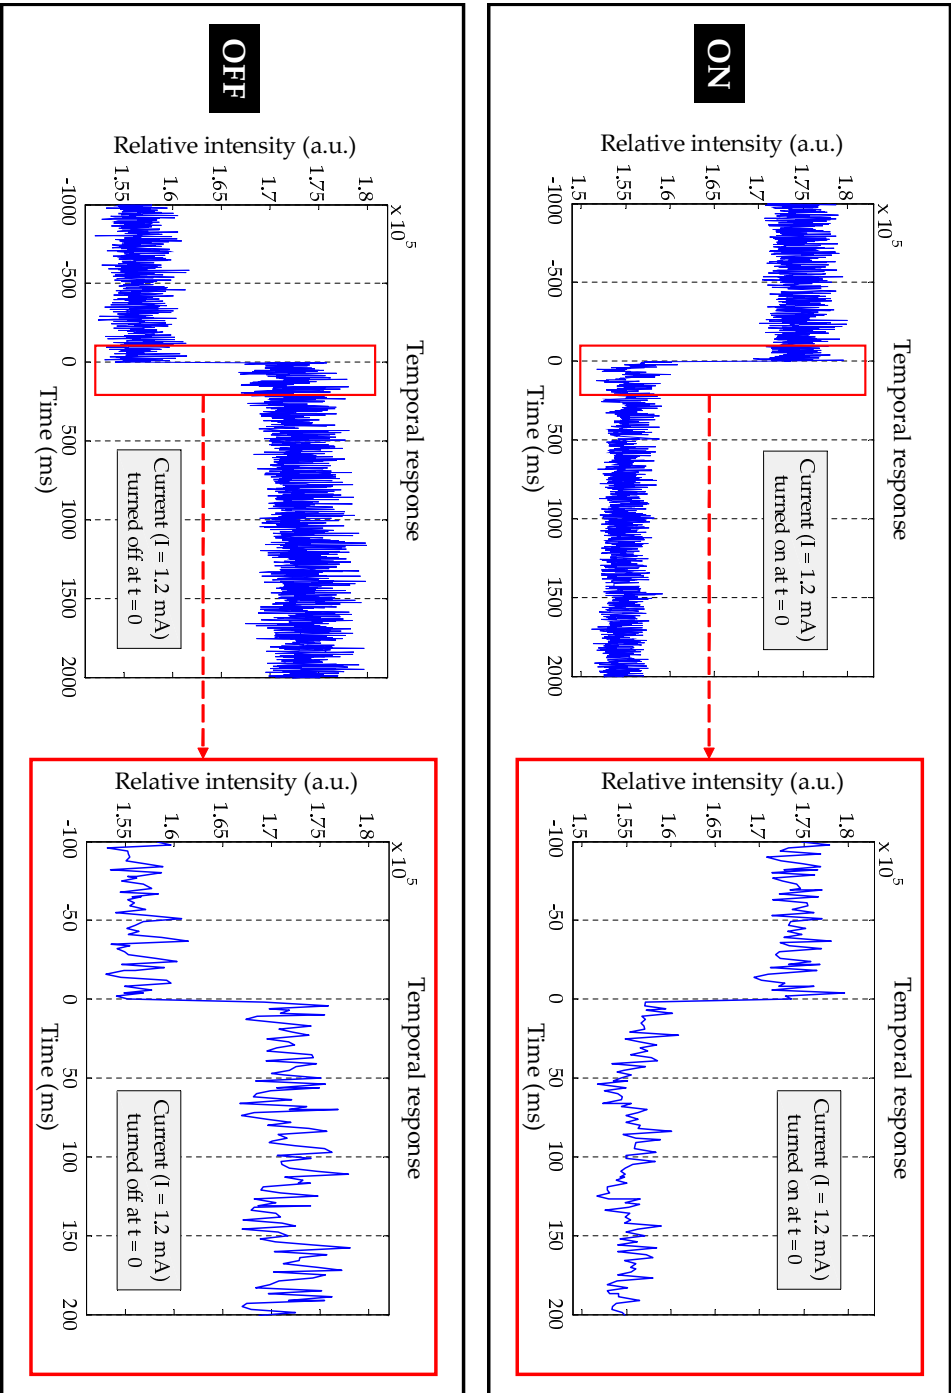 ON
Temporal response
x 10^5
Relative intensity (a.u.)
1.8
1.75
1.7
1.65
1.6
1.55
1.5
Current (I = 1.2 mA)
turned on at t = 0
-1000 -500 0 500 1000 1500 2000
Time (ms)
Temporal response
x 10^5
Relative intensity (a.u.)
1.8
1.75
1.7
1.65
1.6
1.55
1.5
Current (I = 1.2 mA)
turned on at t = 0
-100 -50 0 50 100 150 200
Time (ms)
OFF
Temporal response
x 10^5
Relative intensity (a.u.)
1.8
1.75
1.7
1.65
1.6
1.55
Current (I = 1.2 mA)
turned off at t = 0
-1000 -500 0 500 1000 1500 2000
Time (ms)
Temporal response
x 10^5
Relative intensity (a.u.)
1.8
1.75
1.7
1.65
1.6
1.55
Current (I = 1.2 mA)
turned off at t = 0
-100 -50 0 50 100 150 200
Time (ms)